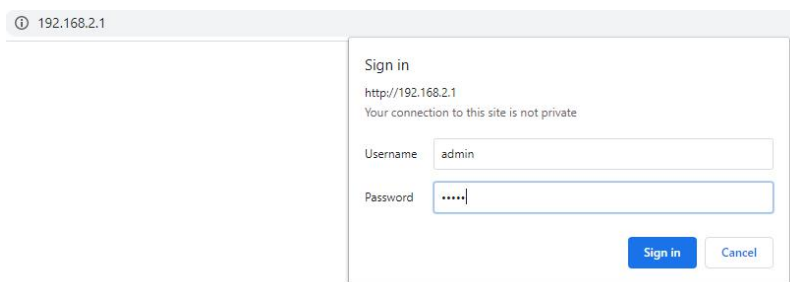 192.168.2.1
Sign in
http://192.168.2.1
Your connection to this site is not private
Username admin
Password •••••
Sign in Cancel